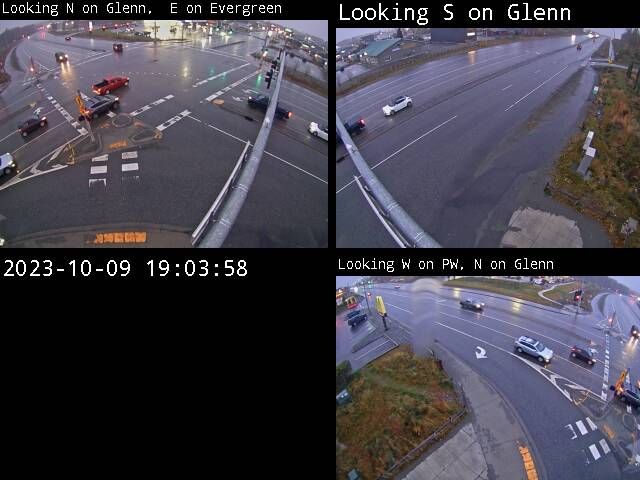 Looking N on Glenn,  E on Evergreen
Looking S on Glenn
2023-10-09 19:03:58
Looking W on PW, N on Glenn